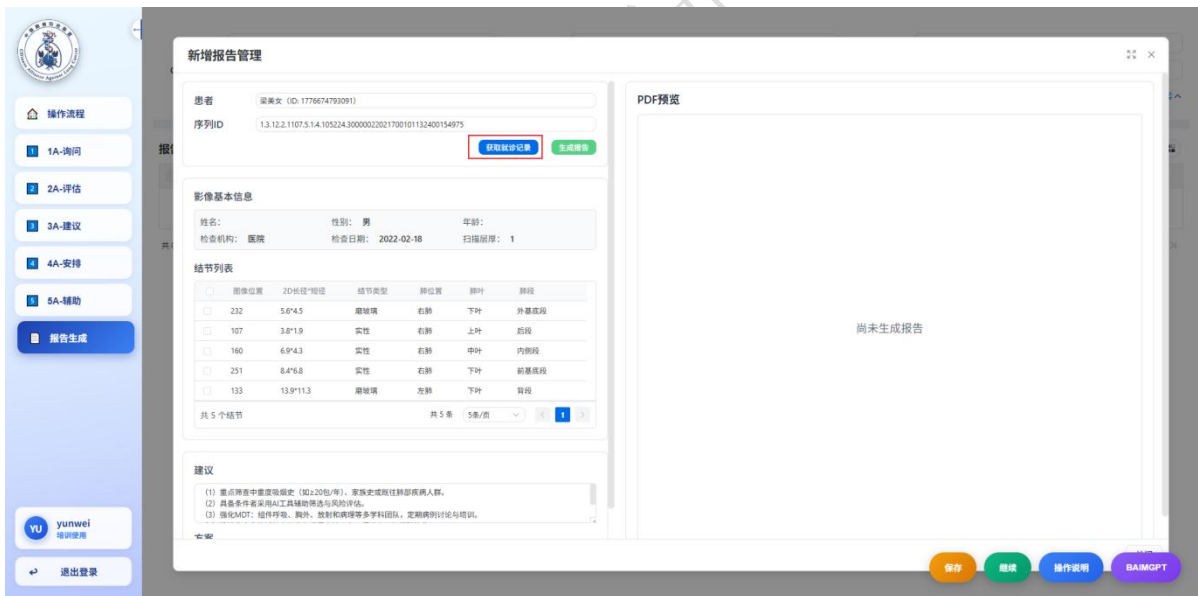 新增报告管理
操作流程
1A-询问
2A-评估
3A-建议
4A-安排
5A-辅助
报告生成
YU
yunwei
培训使用
退出登录
患者 梁美女 (ID: 1776674793091)
序列ID 1.3.12.2.1107.5.1.4.105224.30000022021700101132400154975
获取就诊记录 生成报告
影像基本信息
姓名: 性别: 男 年龄:
检查机构: 医院 检查日期: 2022-02-18 扫描层厚: 1
结节列表
图像位置 2D长径*短径 结节类型 肺位置 肺叶 肺段
232 5.6*4.5 磨玻璃 右肺 下叶 外基底段
107 3.8*1.9 实性 右肺 上叶 后段
160 6.9*4.3 实性 右肺 中叶 内侧段
251 8.4*6.8 实性 右肺 下叶 前基底段
133 13.9*11.3 磨玻璃 左肺 下叶 背段
共 5 个结节 共 5 条 5条/页 1
建议
(1) 重点筛查中重度吸烟史（如≥20包/年）、家族史或既往肺部疾病人群。
(2) 具备条件者采用AI工具辅助筛选与风险评估。
(3) 强化MDT：组件呼吸、胸外、放射和病理等多学科团队，定期病例讨论与培训。
PDF预览
尚未生成报告
保存 继续 操作说明 BAIMGPT